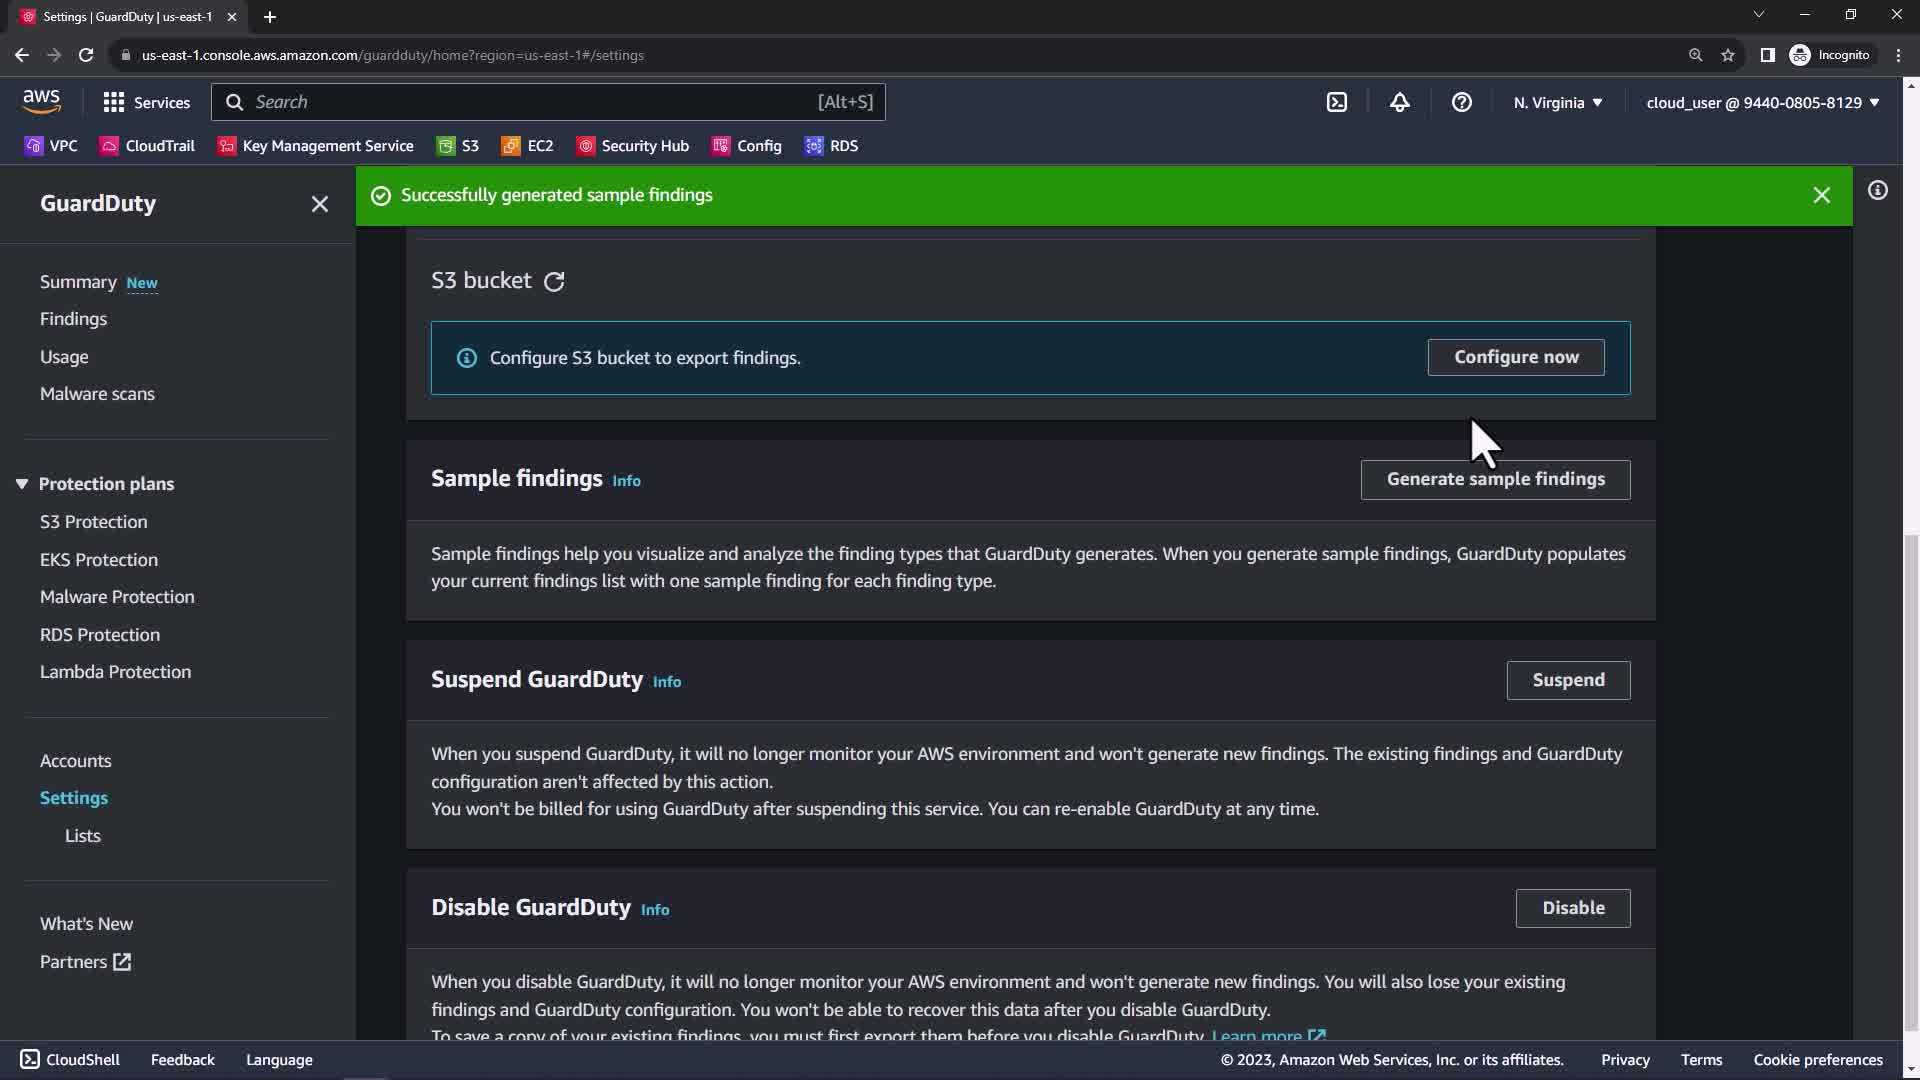 Settings | GuardDuty | us-east-1
us-east-1.console.aws.amazon.com/guardduty/home?region=us-east-1#/settings
Incognito
aws
Services
Search
[Alt+S]
N. Virginia
cloud_user @ 9440-0805-8129
VPC
CloudTrail
Key Management Service
S3
EC2
Security Hub
Config
RDS
GuardDuty
Successfully generated sample findings
Summary New
Findings
Usage
Malware scans
Protection plans
S3 Protection
EKS Protection
Malware Protection
RDS Protection
Lambda Protection
Accounts
Settings
Lists
What's New
Partners
S3 bucket
Configure S3 bucket to export findings.
Configure now
Sample findings Info
Generate sample findings
Sample findings help you visualize and analyze the finding types that GuardDuty generates. When you generate sample findings, GuardDuty populates
your current findings list with one sample finding for each finding type.
Suspend GuardDuty Info
Suspend
When you suspend GuardDuty, it will no longer monitor your AWS environment and won't generate new findings. The existing findings and GuardDuty
configuration aren't affected by this action.
You won't be billed for using GuardDuty after suspending this service. You can re-enable GuardDuty at any time.
Disable GuardDuty Info
Disable
When you disable GuardDuty, it will no longer monitor your AWS environment and won't generate new findings. You will also lose your existing
findings and GuardDuty configuration. You won't be able to recover this data after you disable GuardDuty.
To save a copy of your existing findings, you must first export them before you disable GuardDuty. Learn more
CloudShell
Feedback
Language
© 2023, Amazon Web Services, Inc. or its affiliates.
Privacy
Terms
Cookie preferences